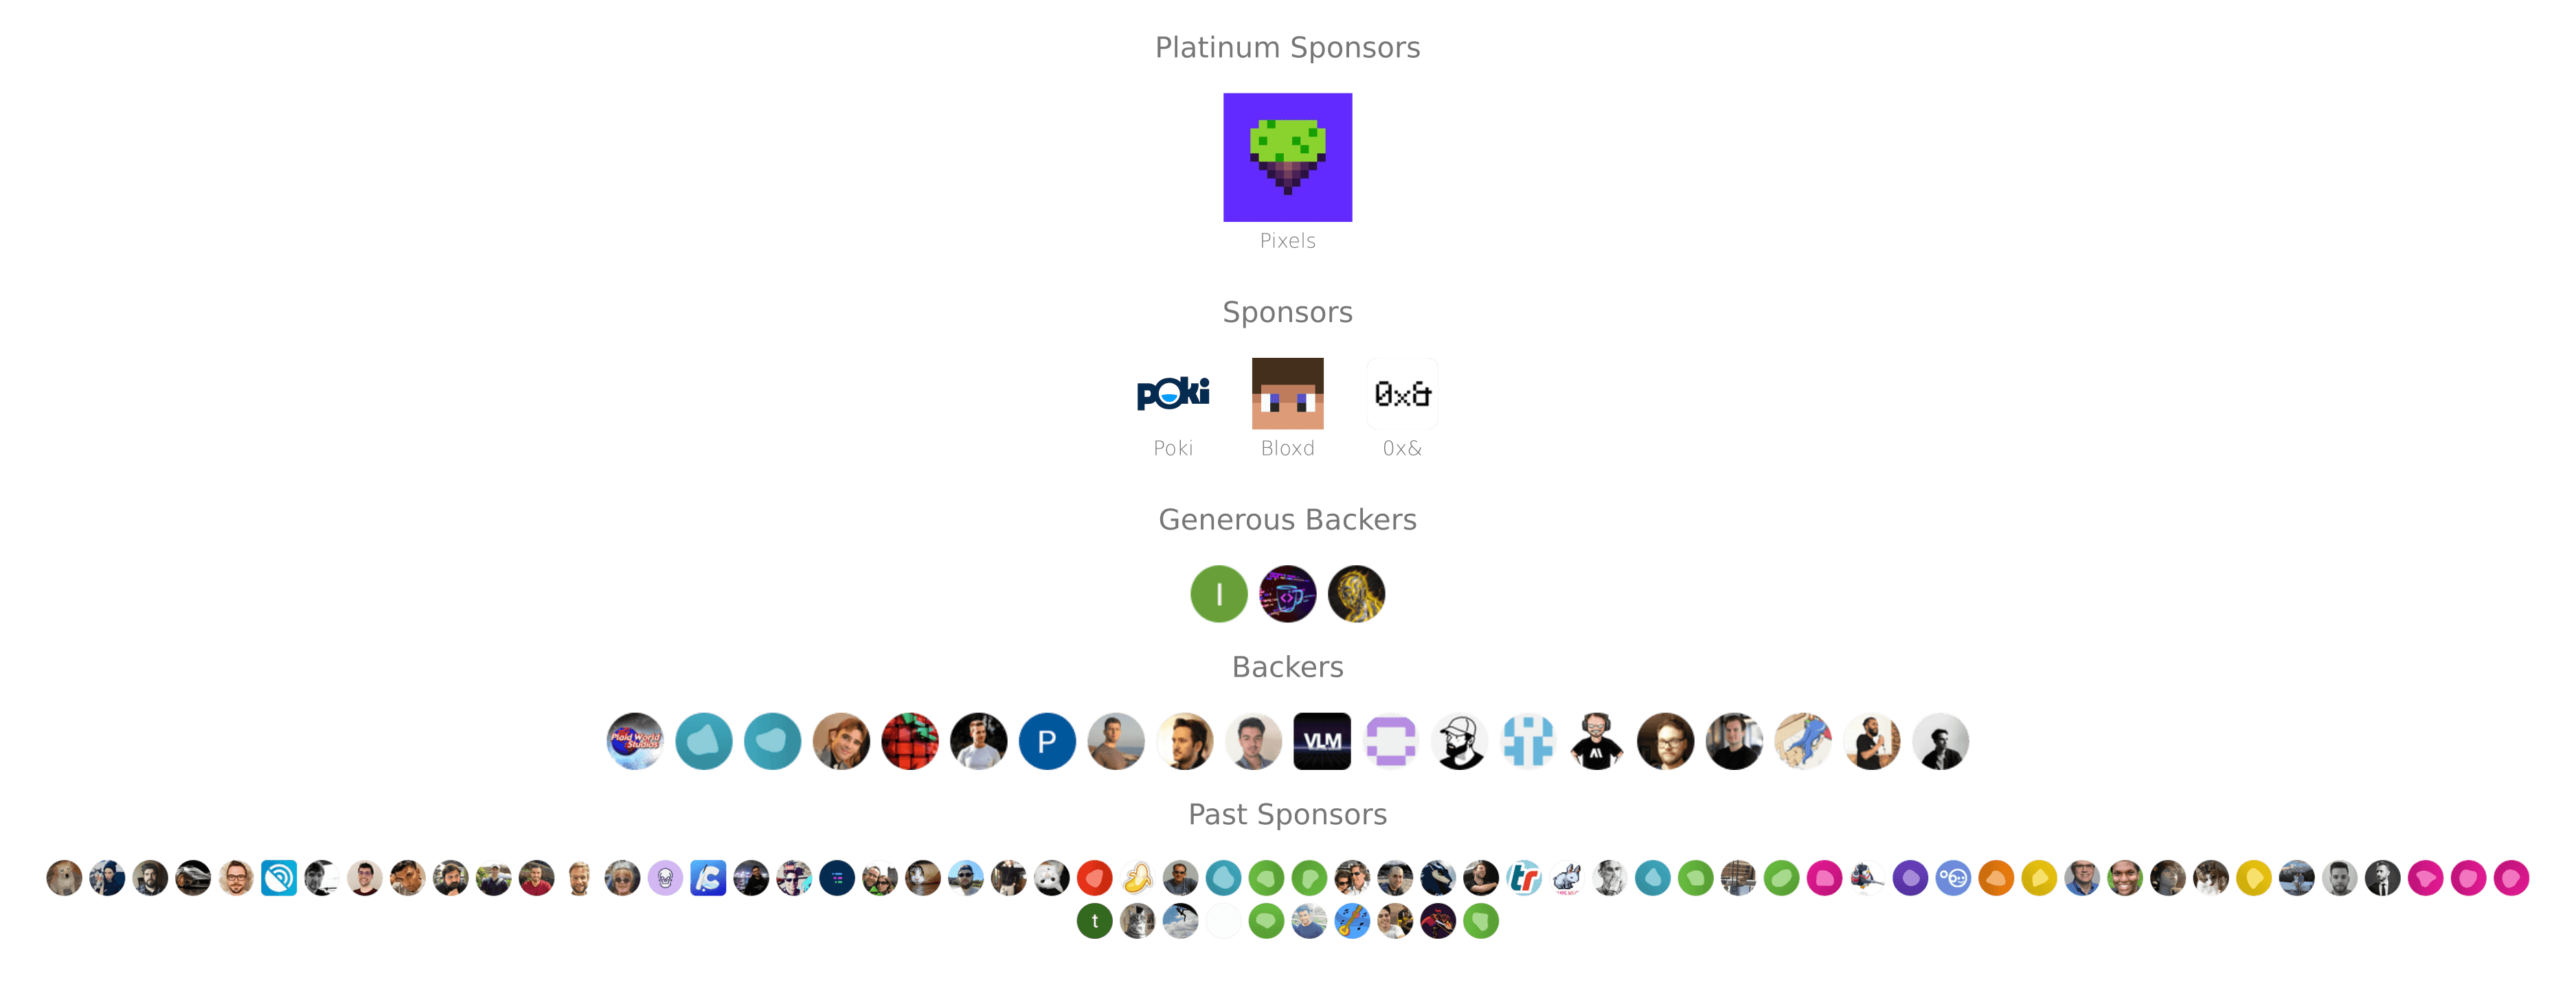 Platinum Sponsors
Pixels
Sponsors
poki 0x&
Poki Bloxd 0x&
Generous Backers
I
Backers
Plaid World Studios P VLM
Past Sponsors
tr
t